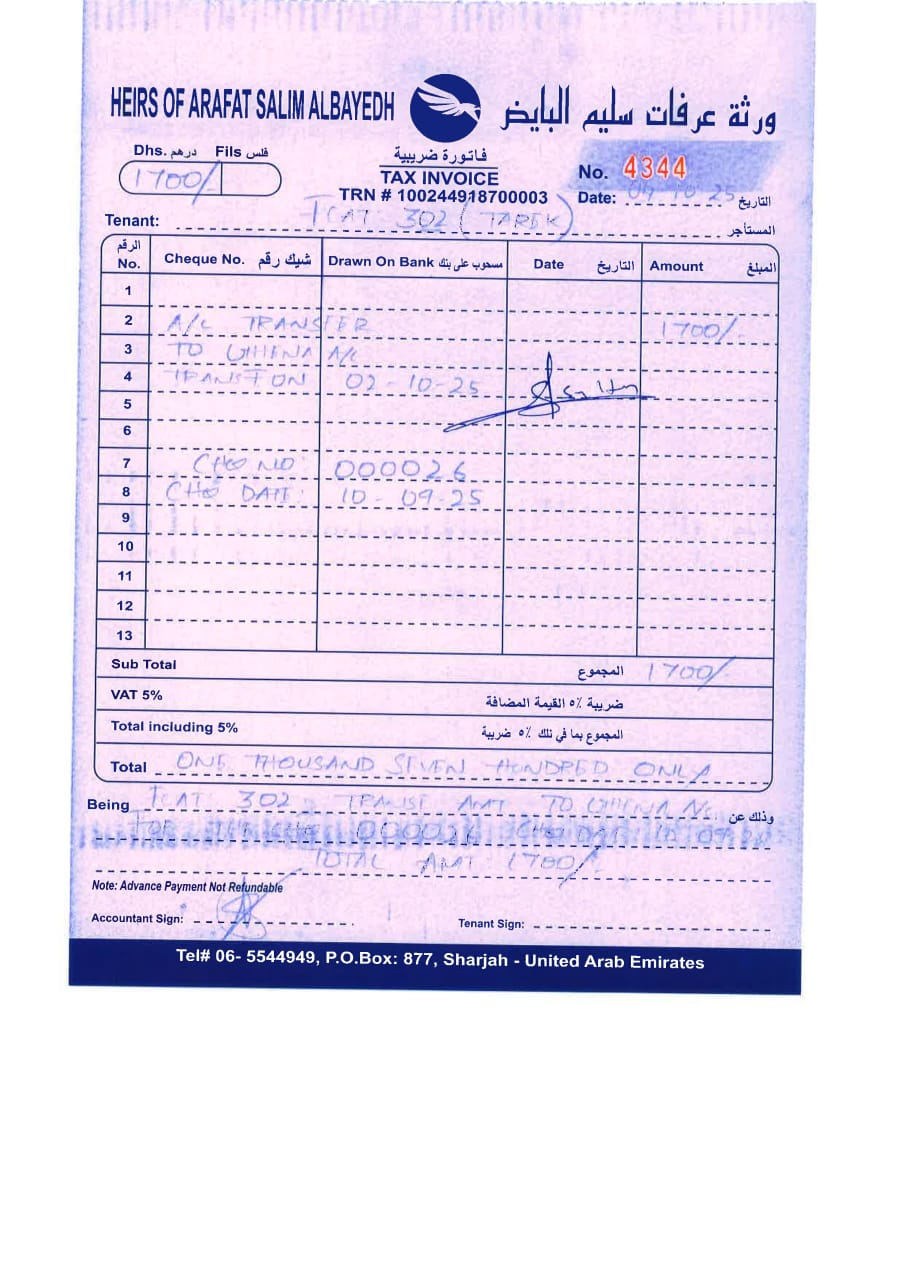 HEIRS OF ARAFAT SALIM ALBAYEDH ورثة عرفات سليم البايض
Dhs. درهم Fils فلس
1700/
فاتورة ضريبية
TAX INVOICE
TRN # 100244918700003
No. 4344
Date: 04-10-25 التاريخ
Tenant: 302 (TAREK) المستأجر
الرقم No. Cheque No. شيك رقم Drawn On Bank مسحوب على بنك Date التاريخ Amount المبلغ
1
2 A/C TRANSFER 1700/-
3 TO A/C
4 ON 02-10-25
5
6
7 CHQ NO: 000026
8 CHQ DATE: 10-09-25
9
10
11
12
13
Sub Total المجموع 1700/-
VAT 5% ضريبة ٥٪ القيمة المضافة
Total including 5% المجموع بما في ذلك ٥٪ ضريبة
Total ONE THOUSAND SEVEN HUNDRED ONLY
Being 302 AMT TO وذلك عن
000026
TOTAL AMT 1700/-
Note: Advance Payment Not Refundable
Accountant Sign: Tenant Sign:
Tel# 06- 5544949, P.O.Box: 877, Sharjah - United Arab Emirates